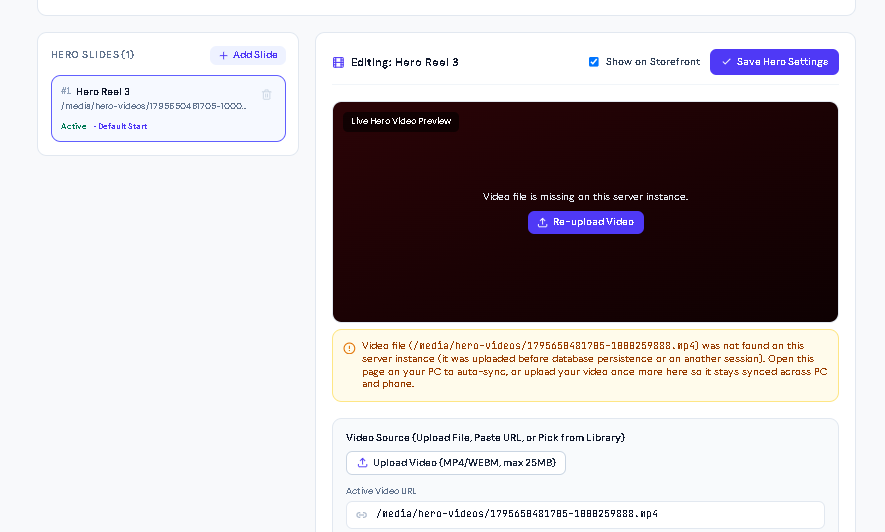 HERO SLIDES (1)
+ Add Slide
#1 Hero Reel 3
/media/hero-videos/1795650481705-1000...
Active • Default Start
Editing: Hero Reel 3
Show on Storefront
Save Hero Settings
Live Hero Video Preview
Video file is missing on this server instance.
Re-upload Video
Video file (/media/hero-videos/1795650481705-1000259888.mp4) was not found on this
server instance (it was uploaded before database persistence or on another session). Open this
page on your PC to auto-sync, or upload your video once more here so it stays synced across PC
and phone.
Video Source (Upload File, Paste URL, or Pick from Library)
Upload Video (MP4/WEBM, max 25MB)
Active Video URL
/media/hero-videos/1795650481705-1000259888.mp4